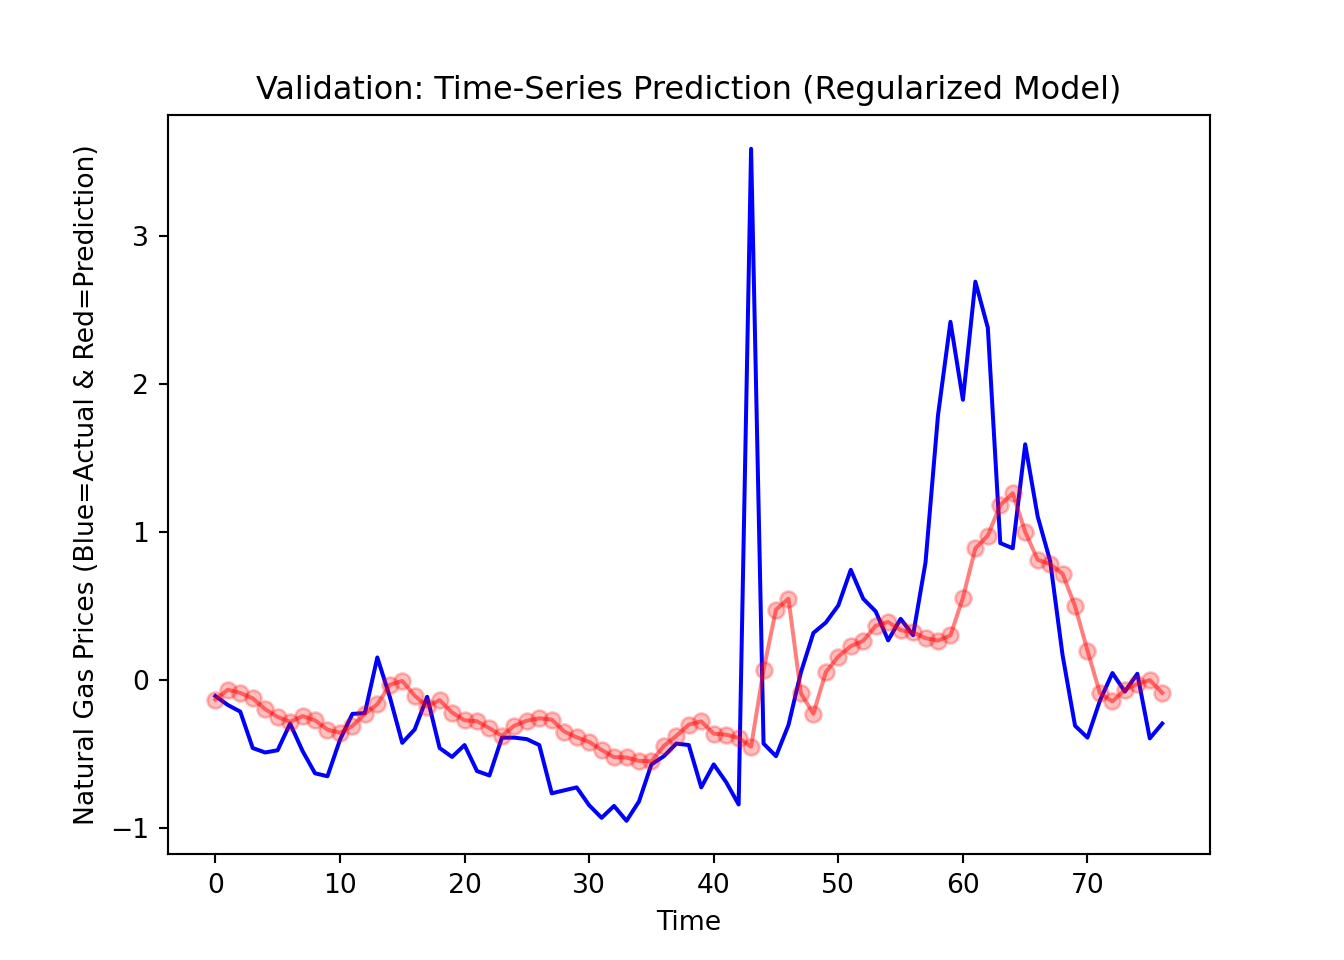 Validation: Time-Series Prediction (Regularized Model)
Natural Gas Prices (Blue=Actual & Red=Prediction)
3
2
1
0
−1
0 10 20 30 40 50 60 70
Time